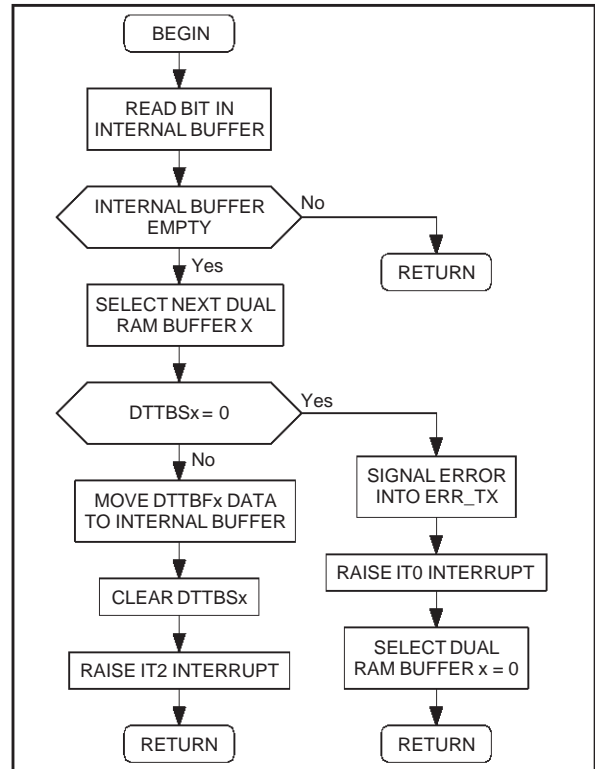 BEGIN
READ BIT IN
INTERNAL BUFFER
INTERNAL BUFFER
EMPTY
No
RETURN
Yes
SELECT NEXT DUAL
RAM BUFFER X
DTTBSx = 0
Yes
No
MOVE DTTBFx DATA
TO INTERNAL BUFFER
CLEAR DTTBSx
RAISE IT2 INTERRUPT
RETURN
SIGNAL ERROR
INTO ERR_TX
RAISE IT0 INTERRUPT
SELECT DUAL
RAM BUFFER x = 0
RETURN